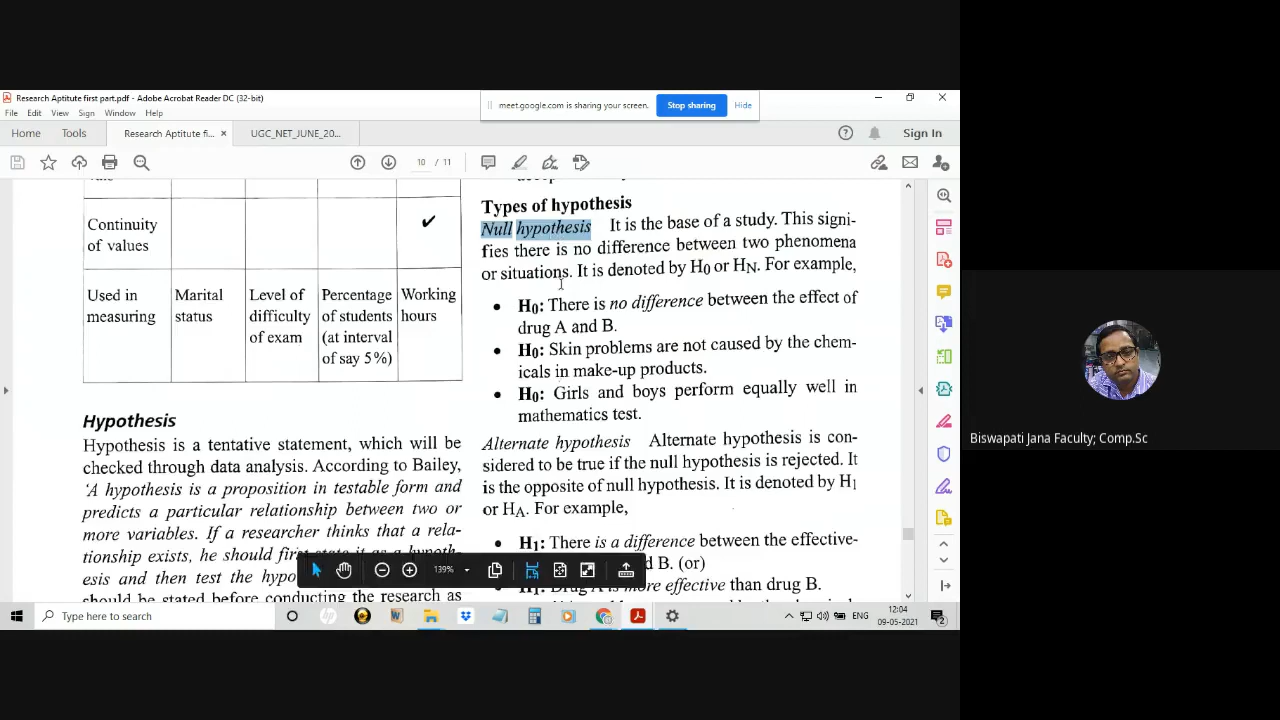 Research Aptitute first part.pdf - Adobe Acrobat Reader DC (32-bit)
File Edit View Sign Window Help
meet.google.com is sharing your screen. Stop sharing Hide
Home Tools Research Aptitute fi... × UGC_NET_JUNE_20... Sign In
10 / 11
Continuity
of values
✓
Used in
measuring
Marital
status
Level of
difficulty
of exam
Percentage
of students
(at interval
of say 5%)
Working
hours
Hypothesis
Hypothesis is a tentative statement, which will be
checked through data analysis. According to Bailey,
‘A hypothesis is a proposition in testable form and
predicts a particular relationship between two or
more variables. If a researcher thinks that a rela-
tionship exists, he should first state it as a hypoth-
esis and then test the hypo
should be stated before conducting the research as
Types of hypothesis
Null hypothesis It is the base of a study. This signi-
fies there is no difference between two phenomena
or situations. It is denoted by H0 or HN. For example,
• H0: There is no difference between the effect of
drug A and B.
• H0: Skin problems are not caused by the chem-
icals in make-up products.
• H0: Girls and boys perform equally well in
mathematics test.
Alternate hypothesis Alternate hypothesis is con-
sidered to be true if the null hypothesis is rejected. It
is the opposite of null hypothesis. It is denoted by H1
or HA. For example,
• H1: There is a difference between the effective-
d B. (or)
• H1: Drug A is more effective than drug B.
139%
Type here to search
ENG
12:04
09-05-2021
2
Biswapati Jana Faculty; Comp.Sc